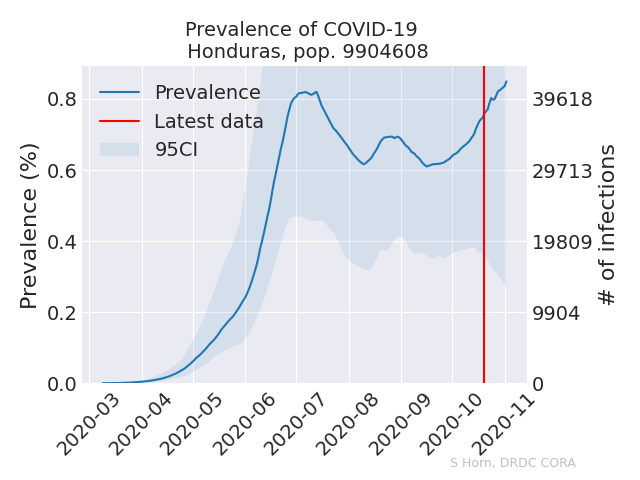 Prevalence of COVID-19
Honduras, pop. 9904608
Prevalence
Latest data
95CI
Prevalence (%)
0.8
0.6
0.4
0.2
0.0
39618
29713
19809
9904
0
# of infections
2020-03
2020-04
2020-05
2020-06
2020-07
2020-08
2020-09
2020-10
2020-11
S Horn, DRDC CORA